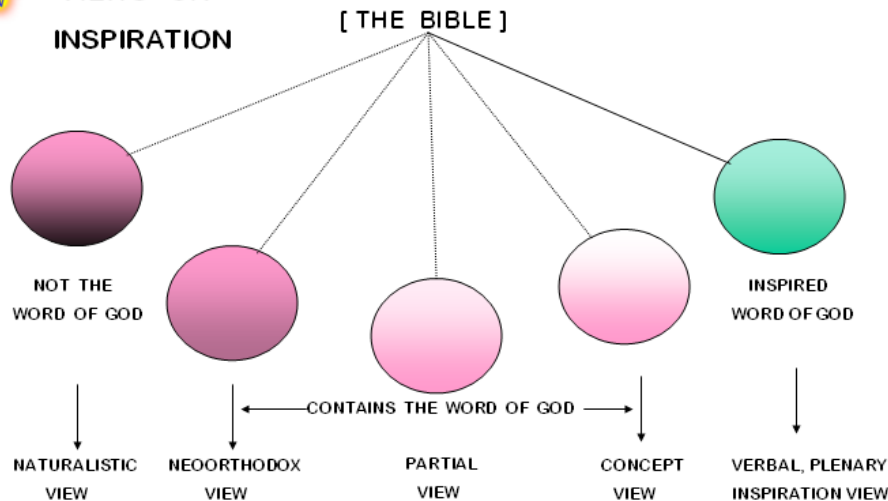 INSPIRATION
[ THE BIBLE ]
NOT THE
WORD OF GOD
INSPIRED
WORD OF GOD
CONTAINS THE WORD OF GOD
NATURALISTIC
VIEW
NEOORTHODOX
VIEW
PARTIAL
VIEW
CONCEPT
VIEW
VERBAL, PLENARY
INSPIRATION VIEW